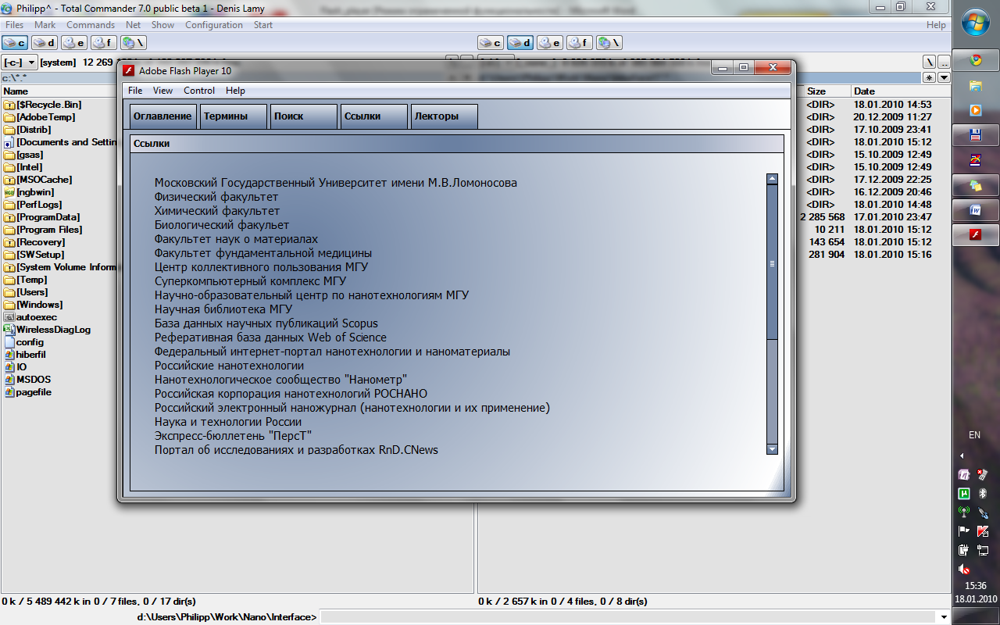 Philipp^ - Total Commander 7.0 public beta 1 - Denis Lamy
Files Mark Commands Net Show Configuration Start Help
c d e f \
c d e f \
[-c-] [system] 12 269
\ ..
c:\*.*
* 
Name
[$Recycle.Bin]
[AdobeTemp]
[Distrib]
[Documents and Settin
[gsas]
[Intel]
[MSOCache]
[ngbwin]
[PerfLogs]
[ProgramData]
[Program Files]
[Recovery]
[SWSetup]
[System Volume Inform
[Temp]
[Users]
[Windows]
autoexec
WirelessDiagLog
config
hiberfil
IO
MSDOS
pagefile
Adobe Flash Player 10
File View Control Help
Оглавление Термины Поиск Ссылки Лекторы
Ссылки
Московский Государственный Университет имени М.В.Ломоносова
Физический факультет
Химический факультет
Биологический факульет
Факультет наук о материалах
Факультет фундаментальной медицины
Центр коллективного пользования МГУ
Суперкомпьютерный комплекс МГУ
Научно-образовательный центр по нанотехнологиям МГУ
Научная библиотека МГУ
База данных научных публикаций Scopus
Реферативная база данных Web of Science
Федеральный интернет-портал нанотехнологии и наноматериалы
Российские нанотехнологии
Нанотехнологическое сообщество "Нанометр"
Российская корпорация нанотехнологий РОСНАНО
Российский электронный наножурнал (нанотехнологии и их применение)
Наука и технологии России
Экспресс-бюллетень "ПерсТ"
Портал об исследованиях и разработках RnD.CNews
Size Date
<DIR> 18.01.2010 14:53
<DIR> 20.12.2009 11:27
<DIR> 17.10.2009 23:41
<DIR> 18.01.2010 15:12
<DIR> 15.10.2009 12:49
<DIR> 15.10.2009 12:49
<DIR> 17.12.2009 22:25
<DIR> 16.12.2009 20:46
<DIR> 18.01.2010 14:48
2 285 568 17.01.2010 23:47
10 211 18.01.2010 15:12
143 654 18.01.2010 15:12
281 904 18.01.2010 15:16
0 k / 5 489 442 k in 0 / 7 files, 0 / 17 dir(s)
0 k / 2 657 k in 0 / 4 files, 0 / 8 dir(s)
d:\Users\Philipp\Work\Nano\Interface>
EN
15:36
18.01.2010